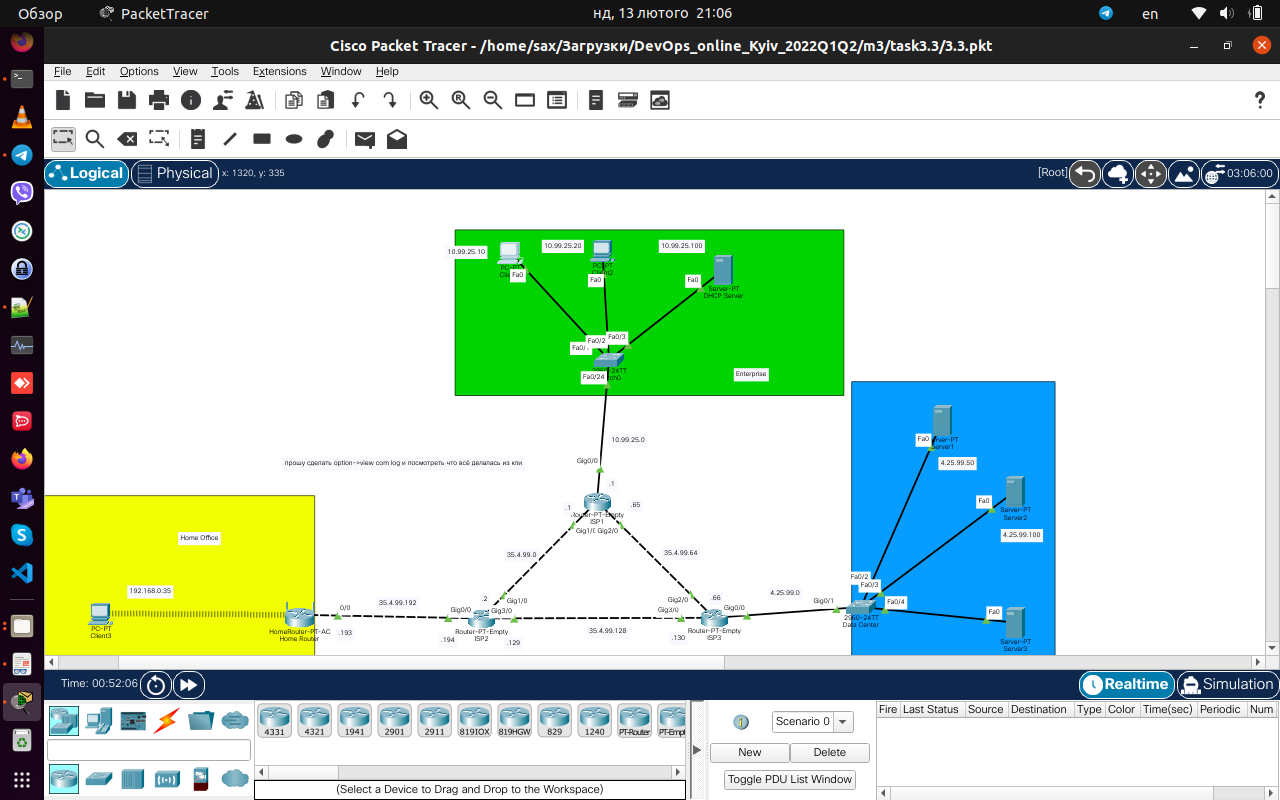 Обзор
PacketTracer
нд, 13 лютого 21:06
en
Cisco Packet Tracer - /home/sax/Загрузки/DevOps_online_Kyiv_2022Q1Q2/m3/task3.3/3.3.pkt
File Edit Options View Tools Extensions Window Help
?
Logical
Physical
x: 1320, y: 335
[Root]
03:06:00
10.99.25.10
10.99.25.20
10.99.25.100
PC-PT
Fa0
PC-PT
Client2
Fa0
Fa0
Server-PT
DHCP Server
Fa0/2
Fa0/3
Fa0/24
Enterprise
10.99.25.0
Gig0/0
.1
прошу сделать option->view com log и посмотреть что всё делалась из кли
.1
.65
Router-PT-Empty
ISP1
Gig2/0
35.4.99.0
35.4.99.64
Home Office
192.168.0.35
PC-PT
Client3
HomeRouter-PT-AC
Home Router
0/0
.193
35.4.99.192
.194
Gig0/0
.2
Gig1/0
Gig3/0
Router-PT-Empty
ISP2
.129
35.4.99.128
.130
Gig2/0
Gig3/0
.66
Gig0/0
Router-PT-Empty
ISP3
4.25.99.0
Gig0/1
Fa0/2
Fa0/3
Fa0/4
2960-24TT
Data Center
Fa0
Server1
4.25.99.50
Fa0
Server-PT
Server2
4.25.99.100
Fa0
Server-PT
Server3
Time: 00:52:06
Realtime
Simulation
4331
4321
1941
2901
2911
819IOX
819HGW
829
1240
PT-Router
(Select a Device to Drag and Drop to the Workspace)
Scenario 0
New
Delete
Toggle PDU List Window
Fire Last Status Source Destination Type Color Time(sec) Periodic Num